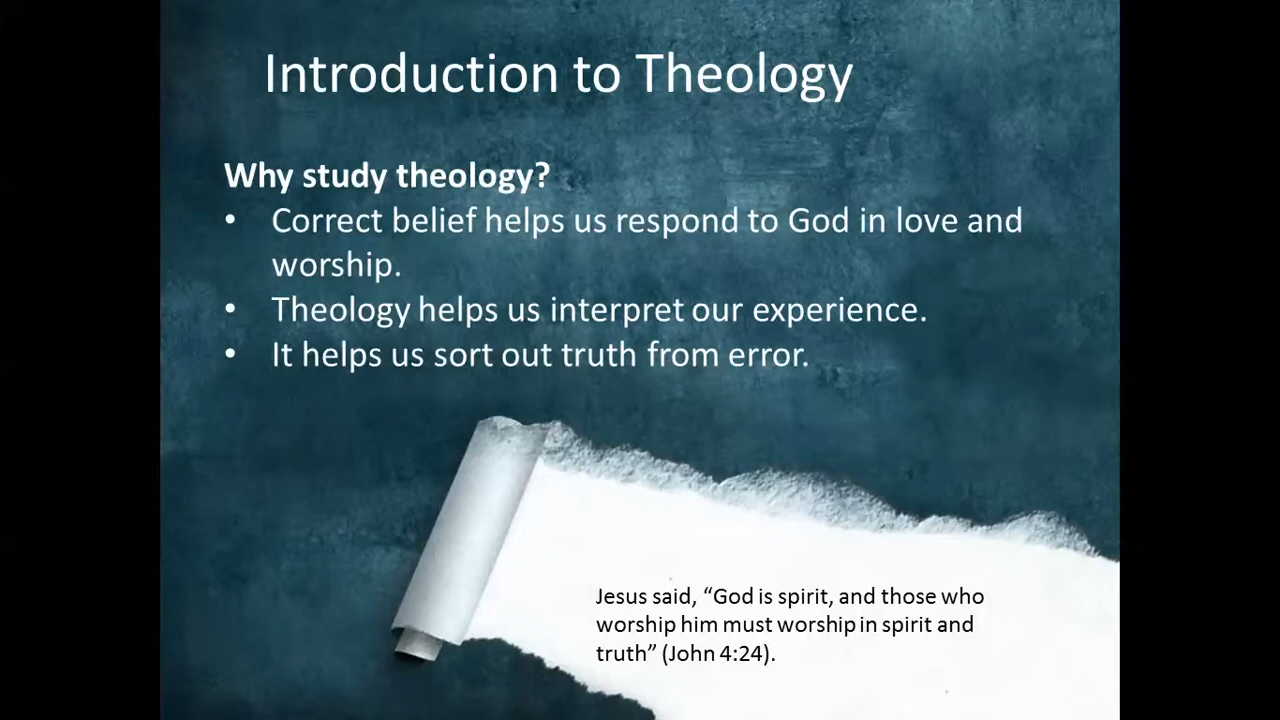 Introduction to Theology
Why study theology?
• Correct belief helps us respond to God in love and
worship.
• Theology helps us interpret our experience.
• It helps us sort out truth from error.
Jesus said, “God is spirit, and those who
worship him must worship in spirit and
truth” (John 4:24).